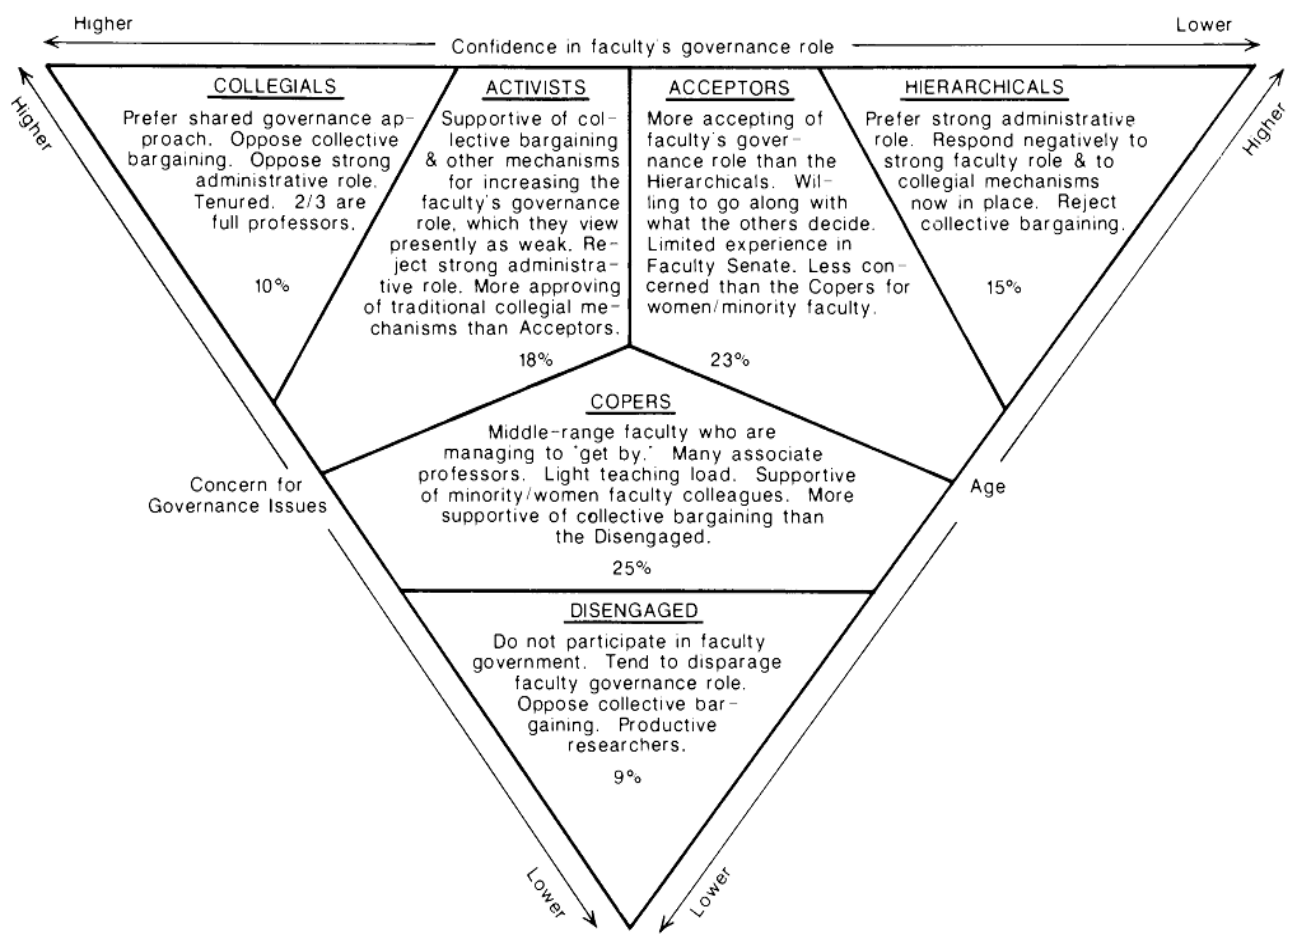 Higher
Lower
Confidence in faculty's governance role
Higher
Higher
COLLEGIALS
Prefer shared governance ap-
proach. Oppose collective
bargaining. Oppose strong
administrative role.
Tenured. 2/3 are
full professors.
10%
ACTIVISTS
Supportive of col-
lective bargaining
& other mechanisms
for increasing the
faculty's governance
role, which they view
presently as weak. Re-
ject strong administra-
tive role. More approving
of traditional collegial me-
chanisms than Acceptors.
18%
ACCEPTORS
More accepting of
faculty's gover-
nance role than the
Hierarchicals. Wil-
ling to go along with
what the others decide.
Limited experience in
Faculty Senate. Less con-
cerned than the Copers for
women/minority faculty.
23%
HIERARCHICALS
Prefer strong administrative
role. Respond negatively to
strong faculty role & to
collegial mechanisms
now in place. Reject
collective bargaining.
15%
COPERS
Middle-range faculty who are
managing to "get by." Many associate
professors. Light teaching load. Supportive
of minority/women faculty colleagues. More
supportive of collective bargaining than
the Disengaged.
25%
Concern for
Governance Issues
Age
DISENGAGED
Do not participate in faculty
government. Tend to disparage
faculty governance role.
Oppose collective bar-
gaining. Productive
researchers.
9%
Lower
Lower